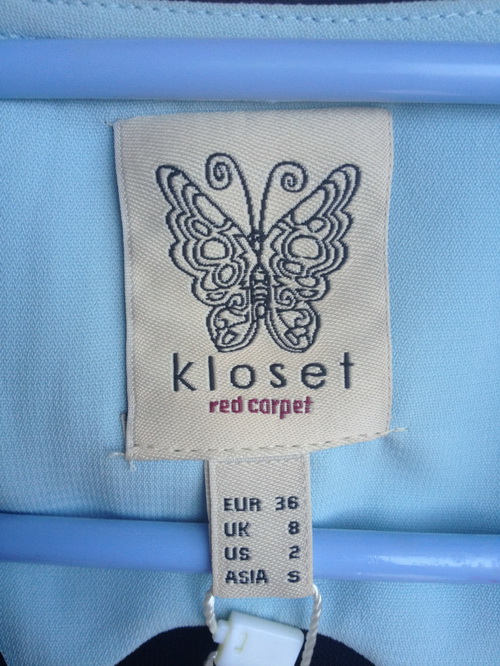 kloset
red carpet
EUR 36
UK 8
US 2
ASIA S